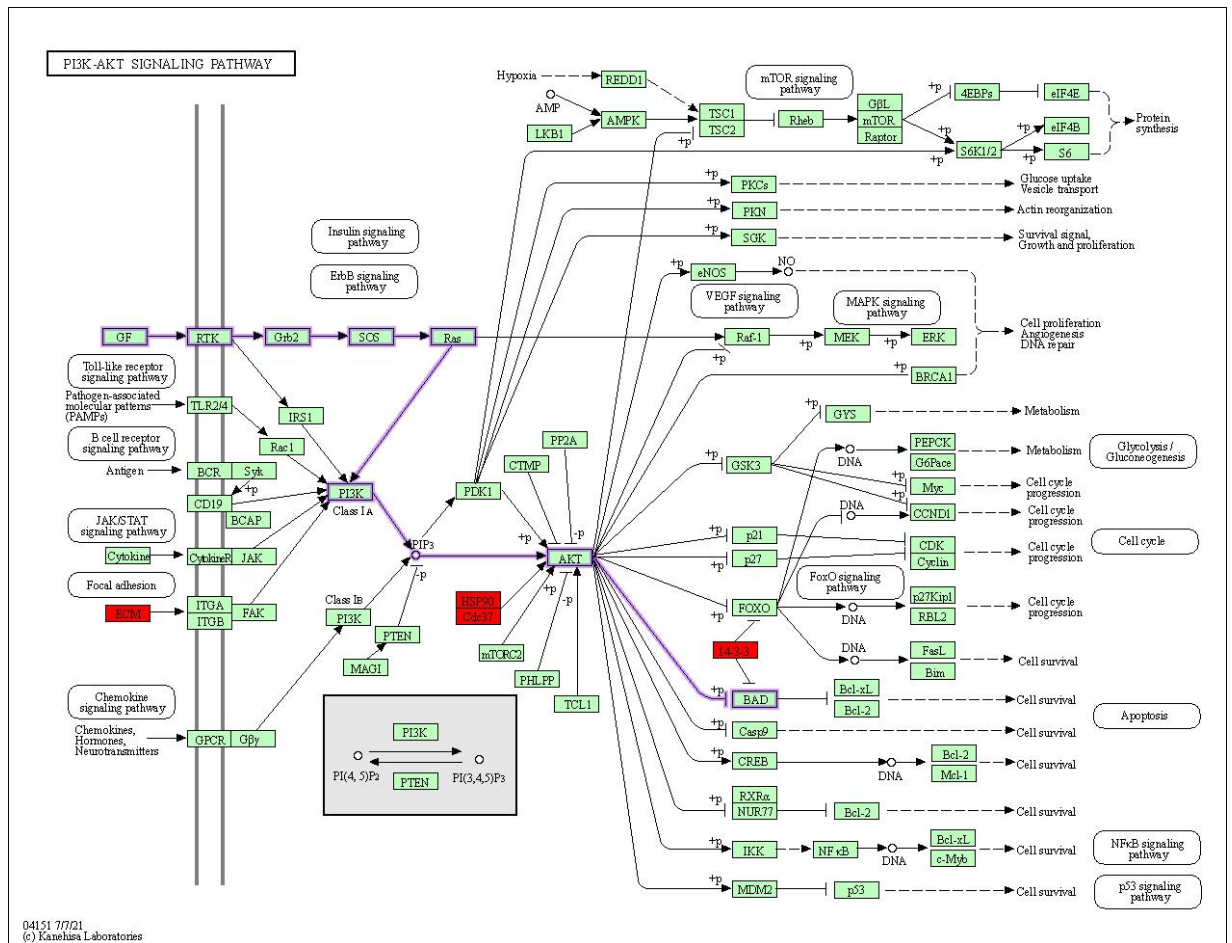 PI3K-AKT SIGNALING PATHWAY
Hypoxia
REDD1
mTOR signaling
pathway
AMP
LKB1
AMPK
TSC1
TSC2
+p
Rheb
GβL
mTOR
Raptor
+p
+p
4EBPs
eIF4E
+p
eIF4B
S6K1/2
+p
+p
S6
Protein
synthesis
+p
PKCs
Glucose uptake
Vesicle transport
+p
PKN
Actin reorganization
+p
SGK
Survival signal,
Growth and proliferation
Insulin signaling
pathway
ErbB signaling
pathway
+p
eNOS
NO
VEGF signaling
pathway
MAPK signaling
pathway
GF
RTK
Grb2
SOS
Ras
Raf-1
+p
+p
MEK
+p
ERK
Cell proliferation
Angiogenesis
DNA repair
BRCA1
Toll-like receptor
signaling pathway
Pathogen-associated
molecular patterns
(PAMPs)
TLR2/4
IRS1
Rac1
B cell receptor
signaling pathway
Antigen
BCR
Syk
+p
CD19
BCAP
PI3K
Class IA
JAK/STAT
signaling pathway
Cytokine
CytokineR
JAK
Focal adhesion
ECM
ITGA
ITGB
FAK
Chemokine
signaling pathway
Chemokines,
Hormones,
Neurotransmitters
GPCR
Gβγ
PDK1
CTMP
PP2A
PIP3
-p
+p
-p
AKT
+p
-p
Class IB
PI3K
PTEN
MAGI
HSP90
Cdc37
mTORC2
PHLPP
TCL1
PI3K
PI(4, 5)P2
PI(3,4,5)P3
PTEN
+p
GSK3
+p
GYS
Metabolism
DNA
PEPCK
G6Pace
Metabolism
Glycolysis /
Gluconeogenesis
+p
Myc
Cell cycle
progression
DNA
+p
CCND1
Cell cycle
progression
+p
p21
+p
p27
CDK
Cyclin
Cell cycle
progression
Cell cycle
FoxO signaling
pathway
+p
FOXO
DNA
p27Kip1
RBL2
Cell cycle
progression
14-3-3
DNA
FasL
Bim
Cell survival
+p
BAD
Bcl-xL
Bcl-2
Cell survival
Apoptosis
+p
Casp9
Cell survival
+p
CREB
DNA
Bcl-2
Mcl-1
Cell survival
+p
RXRα
NUR77
Bcl-2
Cell survival
+p
IKK
NFκB
DNA
Bcl-xL
c-Myb
Cell survival
NFκB signaling
pathway
+p
MDM2
p53
Cell survival
p53 signaling
pathway
04151 7/7/21
(c) Kanehisa Laboratories